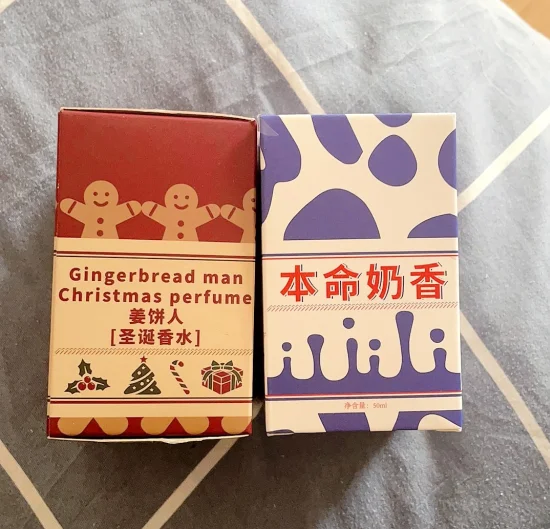 Gingerbread man
Christmas perfume
姜饼人
[圣诞香水]
本命奶香
净含量：50ml